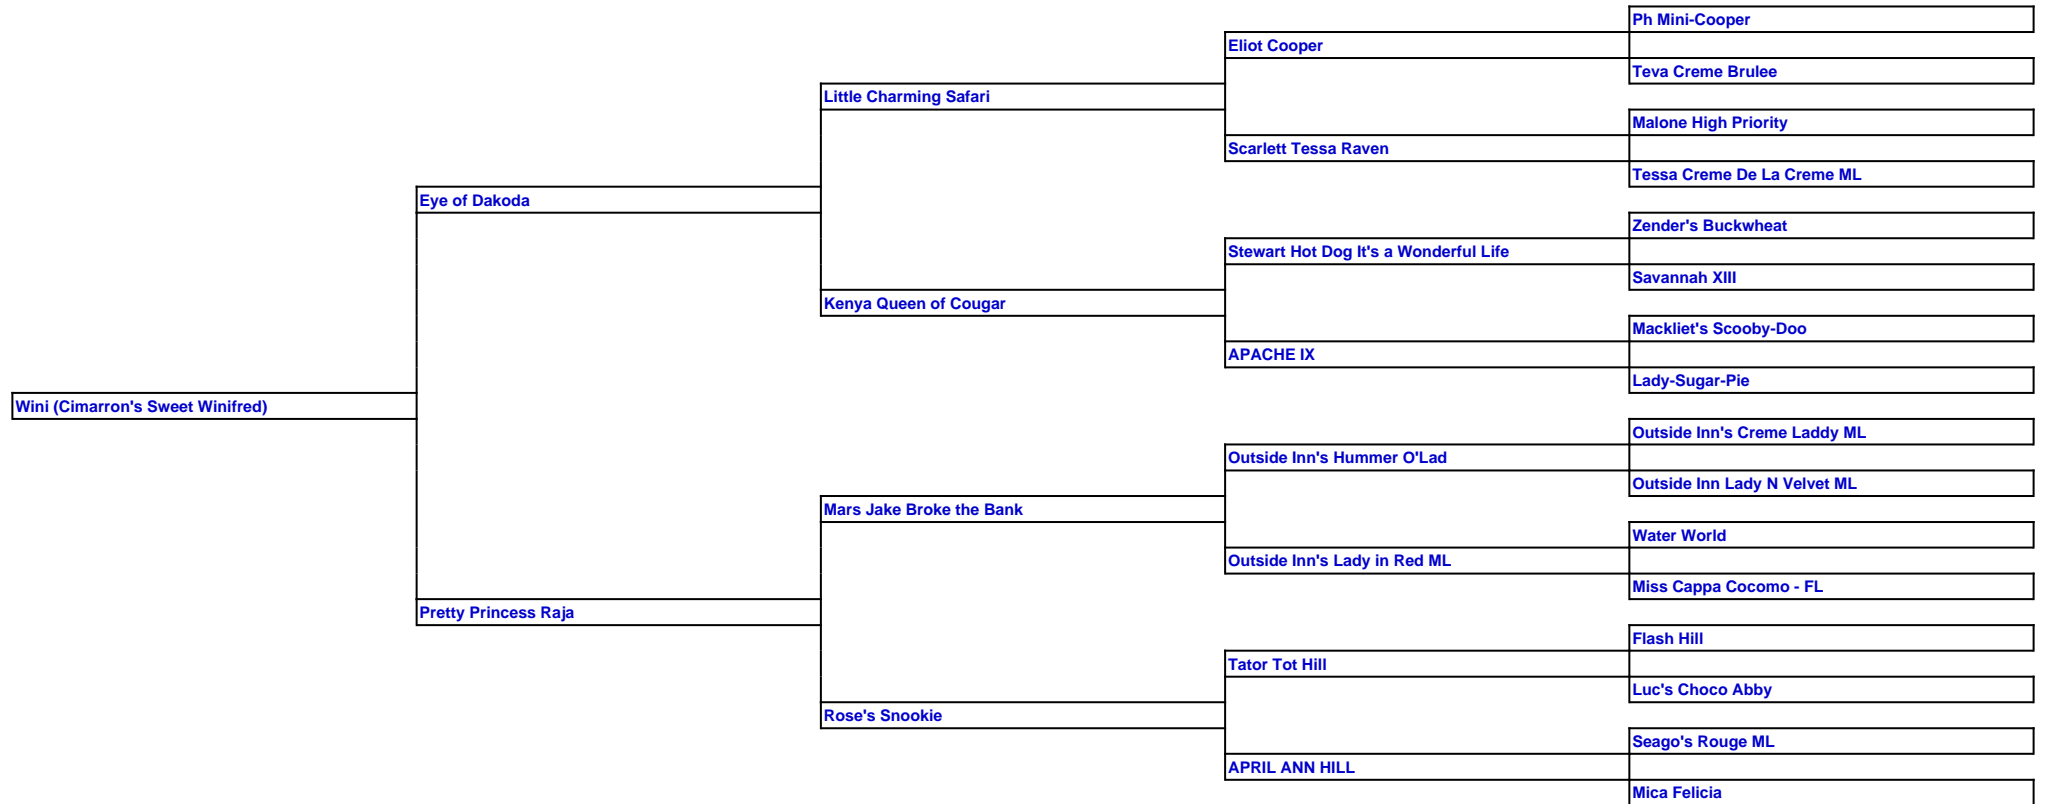 Ph Mini-Cooper
Eliot Cooper
Teva Creme Brulee
Little Charming Safari
Malone High Priority
Scarlett Tessa Raven
Tessa Creme De La Creme ML
Eye of Dakoda
Zender's Buckwheat
Stewart Hot Dog It's a Wonderful Life
Savannah XIII
Kenya Queen of Cougar
Mackliet's Scooby-Doo
APACHE IX
Lady-Sugar-Pie
Wini (Cimarron's Sweet Winifred)
Outside Inn's Creme Laddy ML
Outside Inn's Hummer O'Lad
Outside Inn Lady N Velvet ML
Mars Jake Broke the Bank
Water World
Outside Inn's Lady in Red ML
Miss Cappa Cocomo - FL
Pretty Princess Raja
Flash Hill
Tator Tot Hill
Luc's Choco Abby
Rose's Snookie
Seago's Rouge ML
APRIL ANN HILL
Mica Felicia